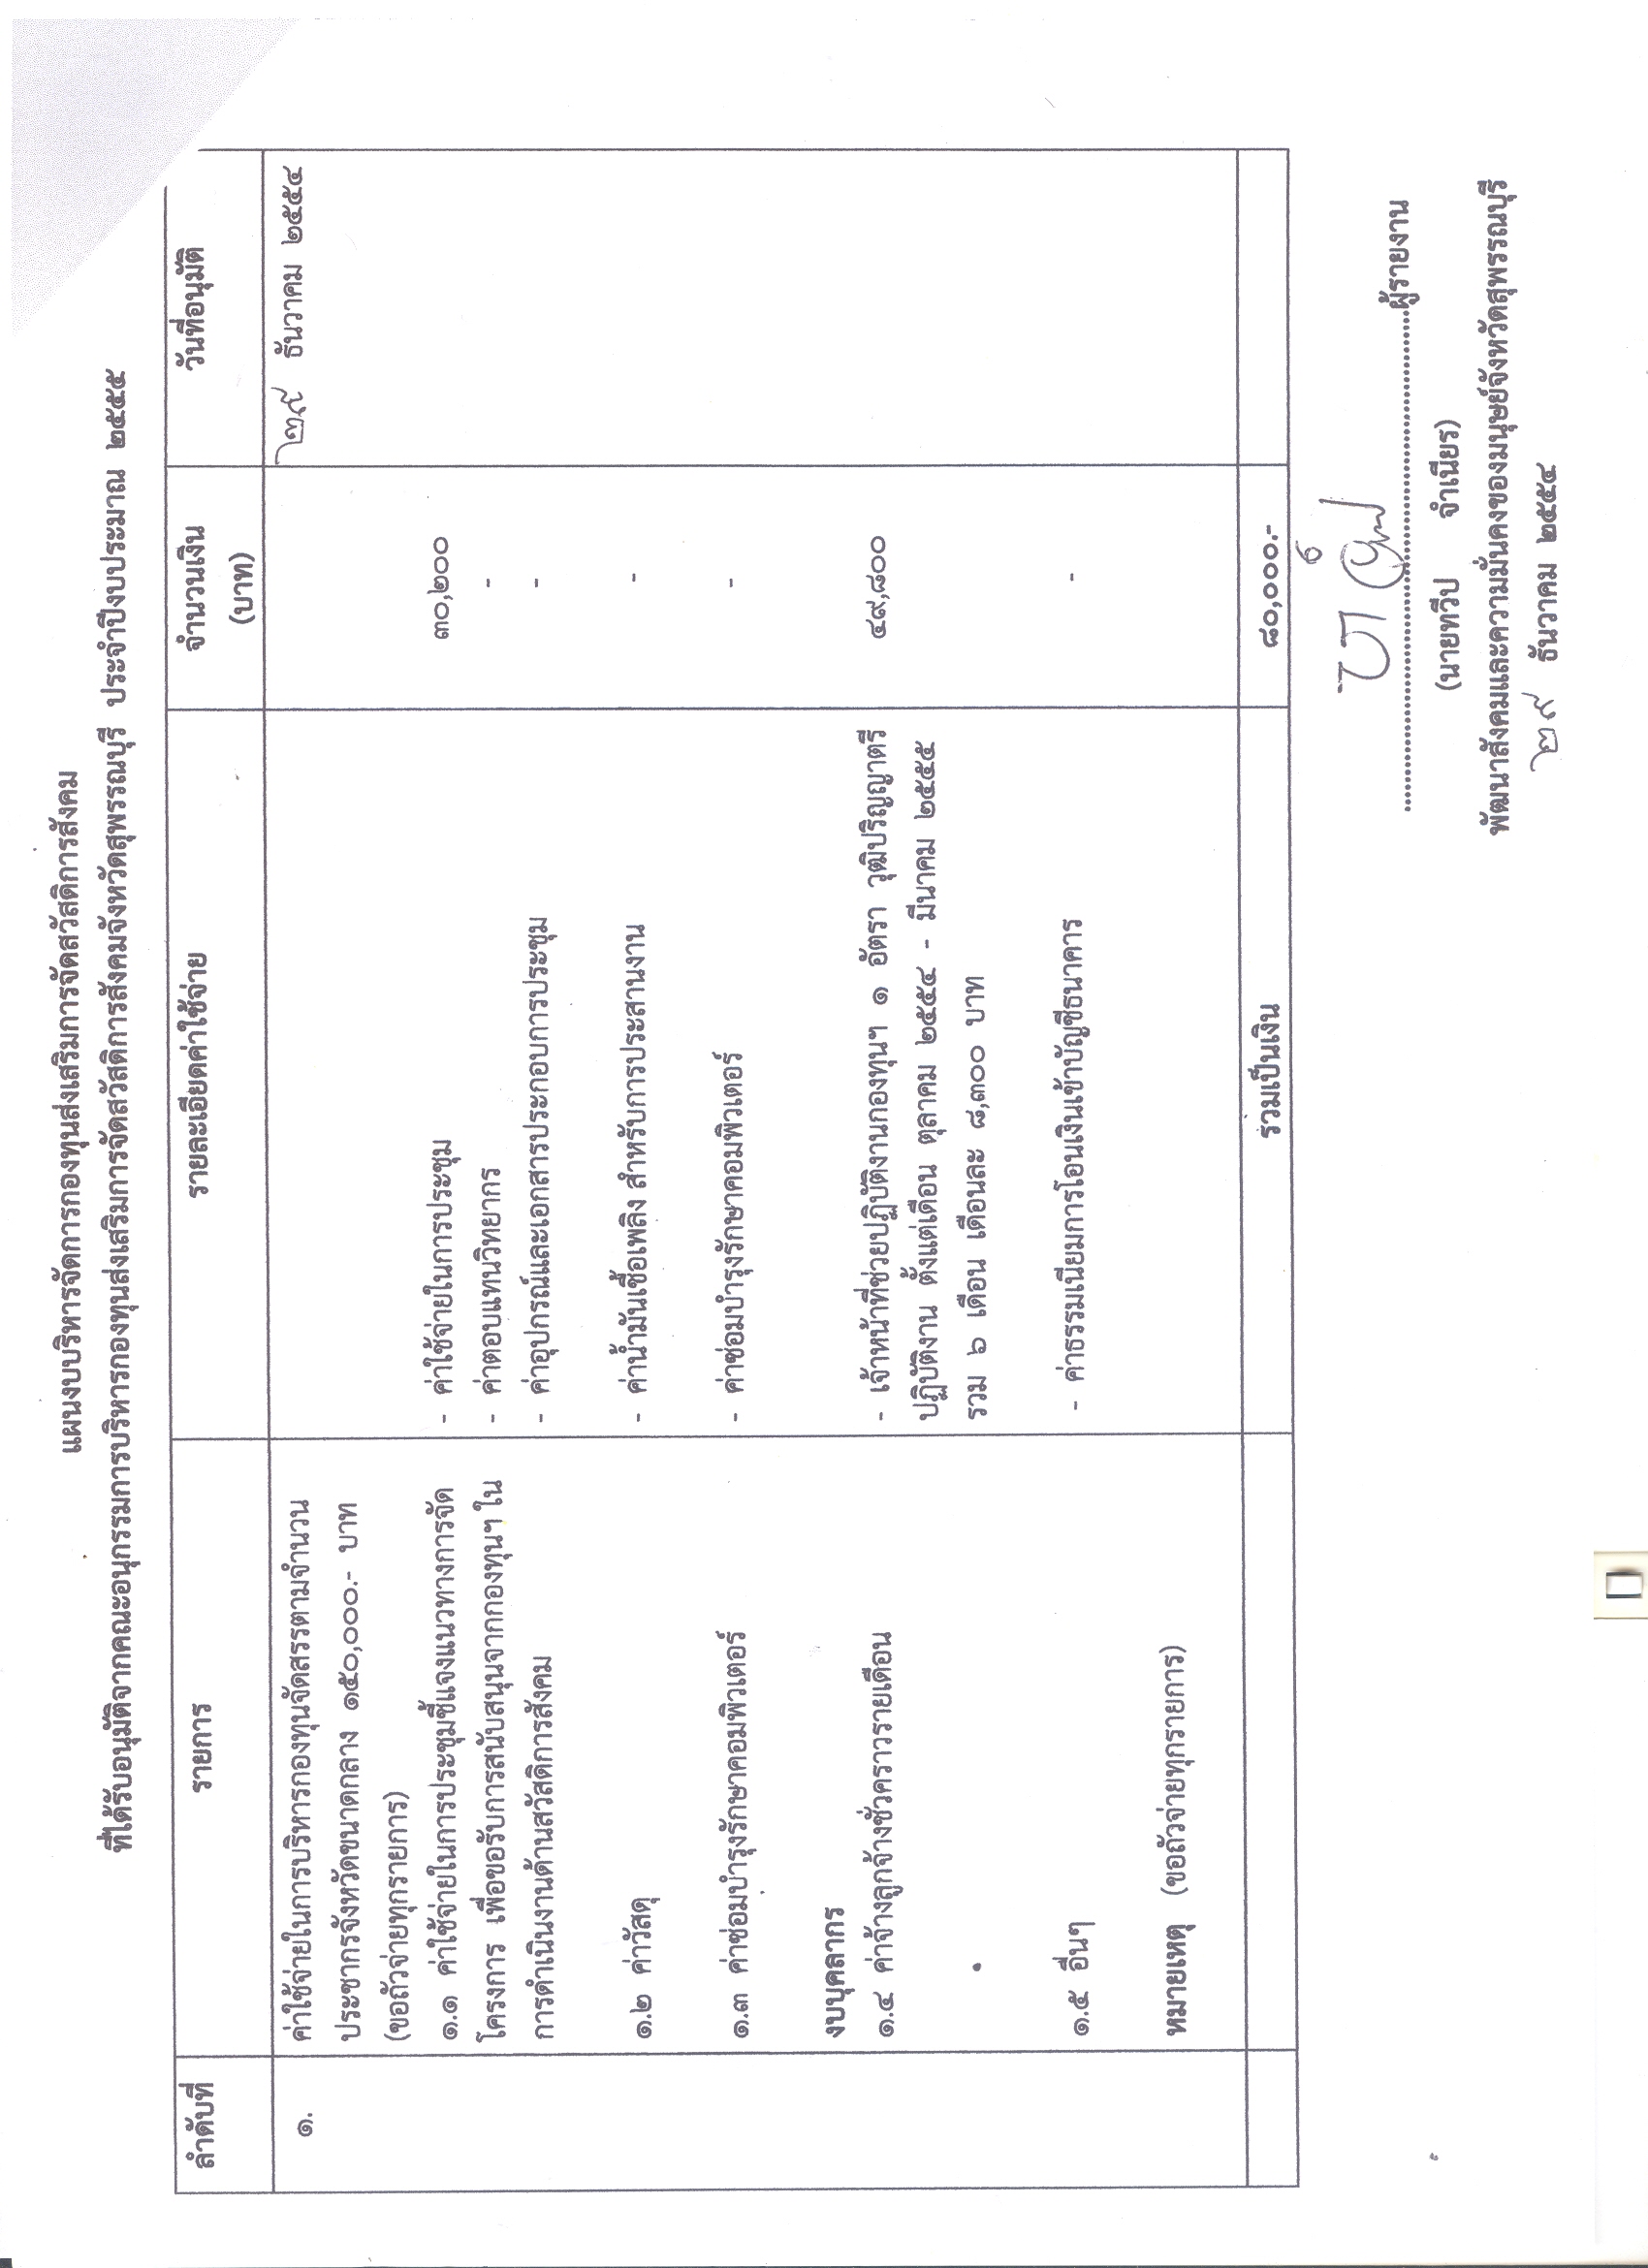 แผนงบบริหารจัดการกองทุนส่งเสริมการจัดสวัสดิการสังคม
ที่ได้รับอนุมัติจากคณะอนุกรรมการบริหารกองทุนส่งเสริมการจัดสวัสดิการสังคมจังหวัดสุพรรณบุรี ประจำปีงบประมาณ ๒๕๕๕
ลำดับที่ รายการ รายละเอียดค่าใช้จ่าย จำนวนเงิน วันที่อนุมัติ
(บาท)
๑. ค่าใช้จ่ายในการบริหารกองทุนจัดสรรตามจำนวน ๒๙ ธันวาคม ๒๕๕๔
ประชากรจังหวัดขนาดกลาง ๑๕๐,๐๐๐.- บาท
(ขอถัวจ่ายทุกรายการ)
๑.๑ ค่าใช้จ่ายในการประชุมชี้แจงแนวทางการจัด - ค่าใช้จ่ายในการประชุม ๓๐,๒๐๐
โครงการ เพื่อขอรับการสนับสนุนจากกองทุนฯ ใน - ค่าตอบแทนวิทยากร -
การดำเนินงานด้านสวัสดิการสังคม - ค่าอุปกรณ์และเอกสารประกอบการประชุม -
๑.๒ ค่าวัสดุ - ค่าน้ำมันเชื้อเพลิง สำหรับการประสานงาน -
๑.๓ ค่าซ่อมบำรุงรักษาคอมพิวเตอร์ - ค่าซ่อมบำรุงรักษาคอมพิวเตอร์ -
งบบุคลากร
๑.๔ ค่าจ้างลูกจ้างชั่วคราวรายเดือน - เจ้าหน้าที่ช่วยปฏิบัติงานกองทุนฯ ๑ อัตรา วุฒิปริญญาตรี ๔๙,๘๐๐
ปฏิบัติงาน ตั้งแต่เดือน ตุลาคม ๒๕๕๔ - มีนาคม ๒๕๕๕
รวม ๖ เดือน เดือนละ ๘,๓๐๐ บาท
๑.๕ อื่นๆ - ค่าธรรมเนียมการโอนเงินเข้าบัญชีธนาคาร -
หมายเหตุ (ขอถัวจ่ายทุกรายการ)
รวมเป็นเงิน ๘๐,๐๐๐.-
ผู้รายงาน
(นายทวีป จำเนียร)
พัฒนาสังคมและความมั่นคงของมนุษย์จังหวัดสุพรรณบุรี
๒๙ ธันวาคม ๒๕๕๔